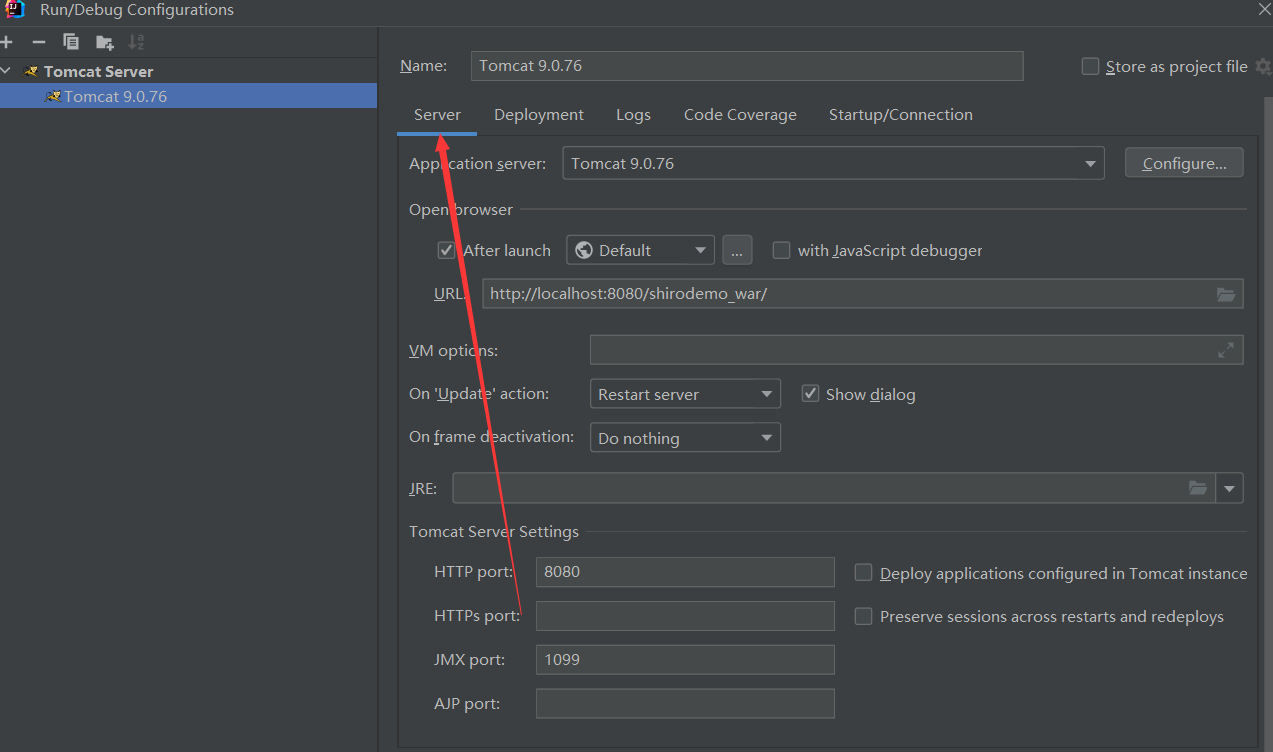 Run/Debug Configurations
Tomcat Server
Tomcat 9.0.76
Name: Tomcat 9.0.76 Store as project file
Server Deployment Logs Code Coverage Startup/Connection
Application server: Tomcat 9.0.76 Configure...
Open browser
After launch Default ... with JavaScript debugger
URL: http://localhost:8080/shirodemo_war/
VM options:
On 'Update' action: Restart server Show dialog
On frame deactivation: Do nothing
JRE:
Tomcat Server Settings
HTTP port: 8080 Deploy applications configured in Tomcat instance
HTTPs port: Preserve sessions across restarts and redeploys
JMX port: 1099
AJP port: